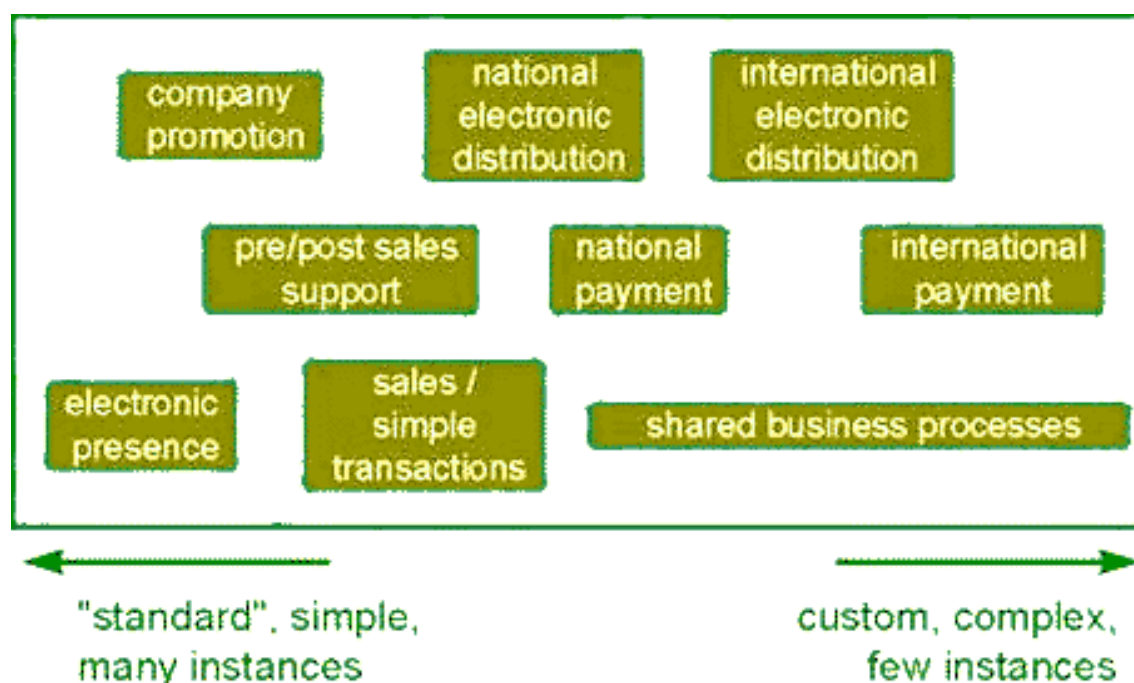 company
promotion
national
electronic
distribution
international
electronic
distribution
pre/post sales
support
national
payment
international
payment
electronic
presence
sales /
simple
transactions
shared business processes
"standard", simple,
many instances
custom, complex,
few instances